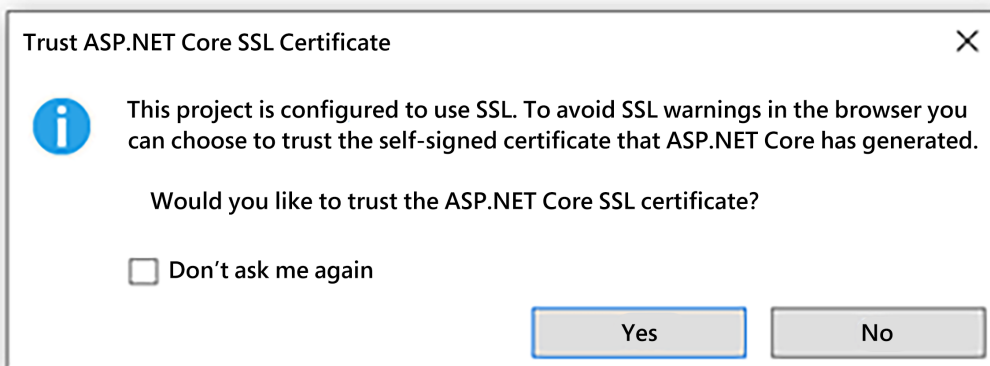 Trust ASP.NET Core SSL Certificate
This project is configured to use SSL. To avoid SSL warnings in the browser you
can choose to trust the self-signed certificate that ASP.NET Core has generated.
Would you like to trust the ASP.NET Core SSL certificate?
Don’t ask me again
Yes No